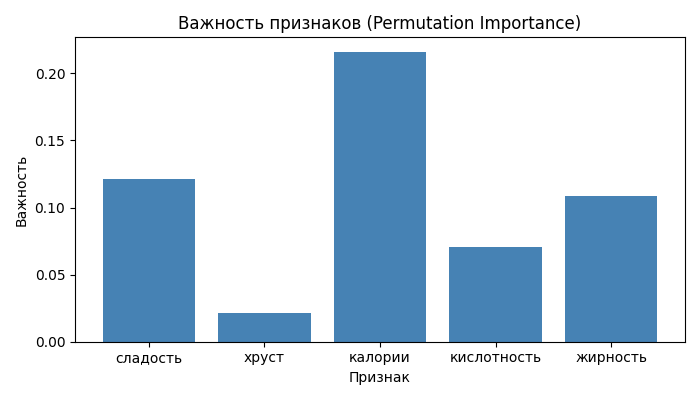 Важность признаков (Permutation Importance)
Важность
0.20
0.15
0.10
0.05
0.00
сладость хруст калории кислотность жирность
Признак